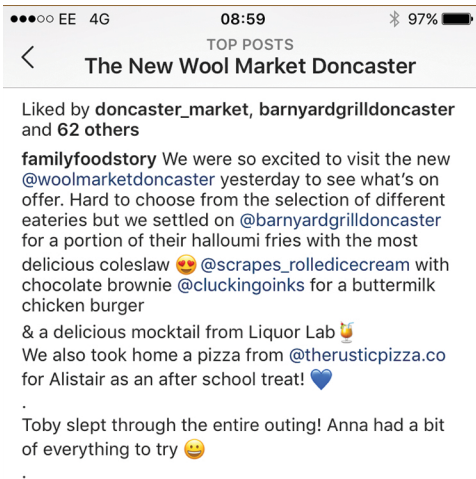 EE 4G 08:59 97%
TOP POSTS
The New Wool Market Doncaster
Liked by doncaster_market, barnyardgrilldoncaster
and 62 others
familyfoodstory We were so excited to visit the new
@woolmarketdoncaster yesterday to see what's on
offer. Hard to choose from the selection of different
eateries but we settled on @barnyardgrilldoncaster
for a portion of their halloumi fries with the most
delicious coleslaw 😍 @scrapes_rolledicecream with
chocolate brownie @cluckingoinks for a buttermilk
chicken burger
& a delicious mocktail from Liquor Lab🍹
We also took home a pizza from @therusticpizza.co
for Alistair as an after school treat! 💙
.
Toby slept through the entire outing! Anna had a bit
of everything to try 😀
.